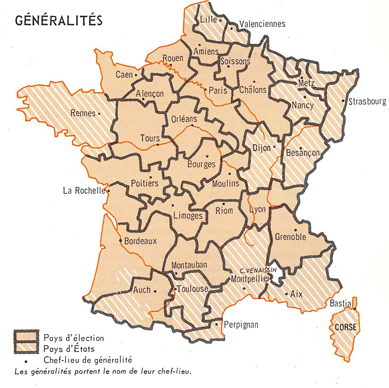 GÉNÉRALITÉS
Lille
Valenciennes
Amiens
Rouen
Soissons
Caen
Paris
Châlons
Metz
Nancy
Strasbourg
Alençon
Rennes
Orléans
Tours
Dijon
Besançon
Bourges
Poitiers
Moulins
La Rochelle
Limoges
Riom
Lyon
Grenoble
Bordeaux
Montauban
C. VENAISSIN
Montpellier
Auch
Toulouse
Aix
Perpignan
Bastia
CORSE
Pays d'élection
Pays d'États
Chef-lieu de généralité
Les généralités portent le nom de leur chef-lieu.